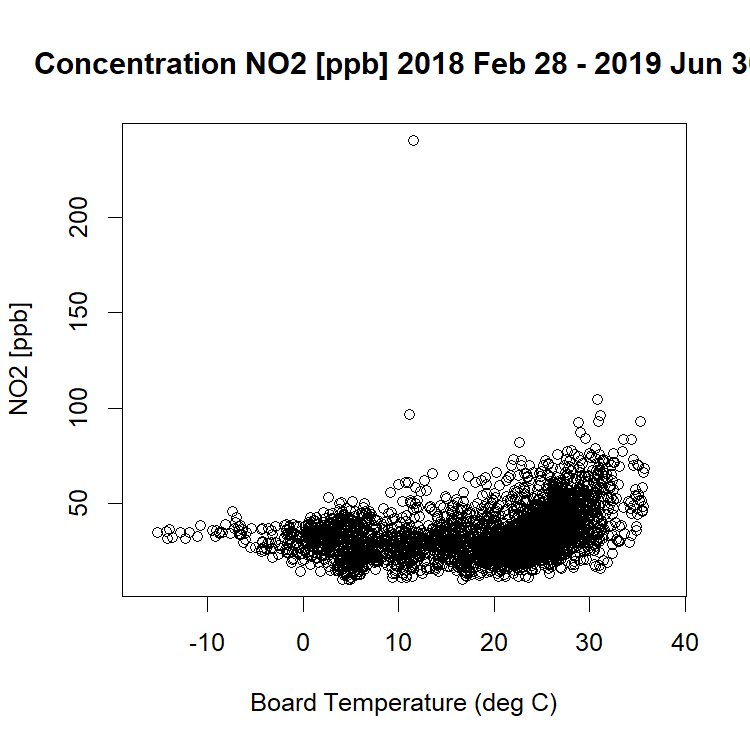 Concentration NO2 [ppb] 2018 Feb 28 - 2019 Jun 30
200
150
100
50
NO2 [ppb]
-10 0 10 20 30 40
Board Temperature (deg C)